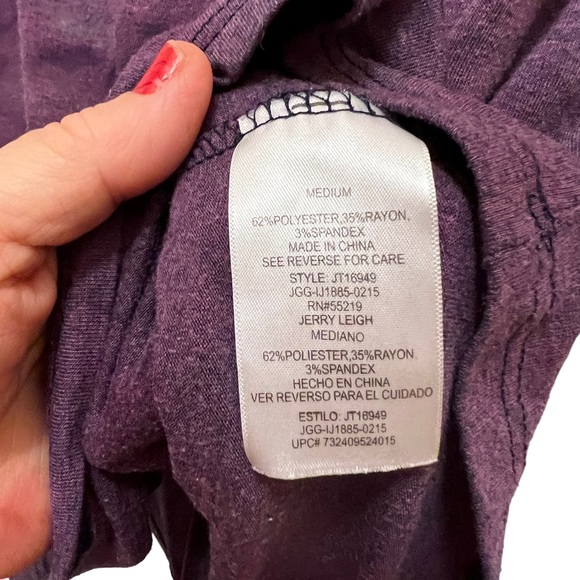 MEDIUM
62%POLYESTER,35%RAYON,
3%SPANDEX
MADE IN CHINA
SEE REVERSE FOR CARE
STYLE: JT16949
JGG-IJ1885-0215
RN#55219
JERRY LEIGH
MEDIANO
62%POLIESTER,35%RAYON,
3%SPANDEX
HECHO EN CHINA
VER REVERSO PARA EL CUIDADO
ESTILO: JT16949
JGG-IJ1885-0215
UPC# 732409524015